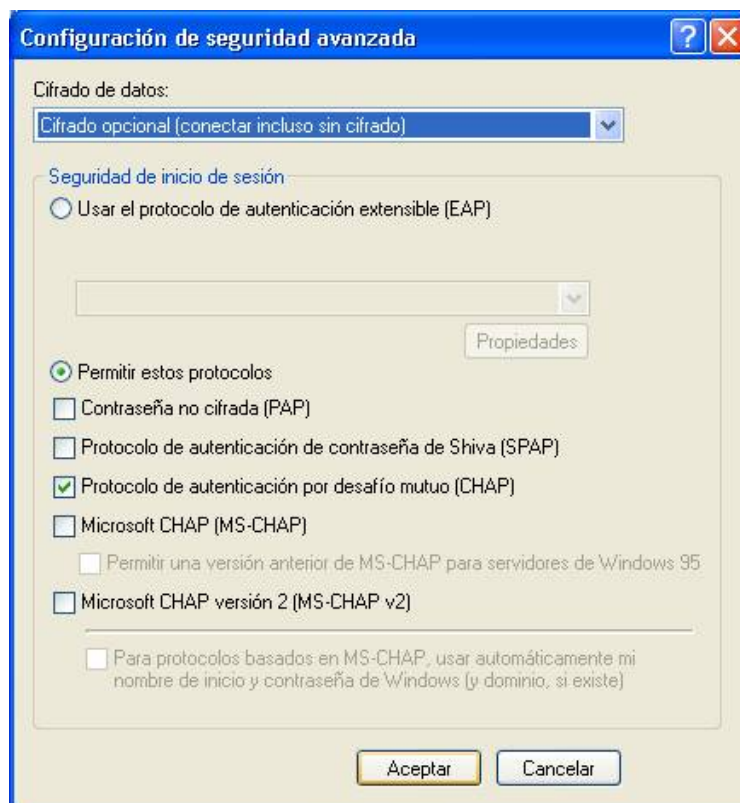 Configuración de seguridad avanzada
Cifrado de datos:
Cifrado opcional (conectar incluso sin cifrado)
Seguridad de inicio de sesión
Usar el protocolo de autenticación extensible (EAP)
Propiedades
Permitir estos protocolos
Contraseña no cifrada (PAP)
Protocolo de autenticación de contraseña de Shiva (SPAP)
Protocolo de autenticación por desafío mutuo (CHAP)
Microsoft CHAP (MS-CHAP)
Permitir una versión anterior de MS-CHAP para servidores de Windows 95
Microsoft CHAP versión 2 (MS-CHAP v2)
Para protocolos basados en MS-CHAP, usar automáticamente mi
nombre de inicio y contraseña de Windows (y dominio, si existe)
Aceptar Cancelar